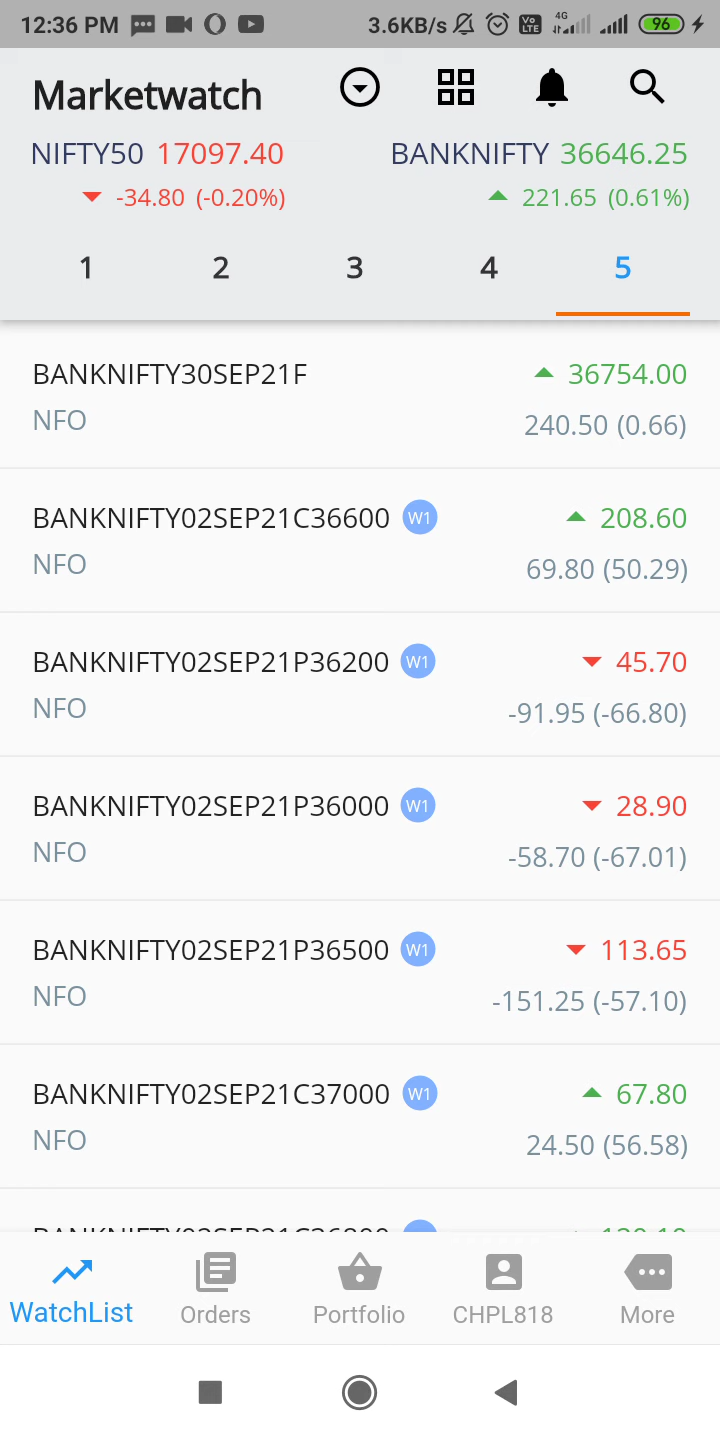 12:36 PM 3.6KB/s Vo LTE 4G 96
Marketwatch
NIFTY50 17097.40 BANKNIFTY 36646.25
-34.80 (-0.20%) 221.65 (0.61%)
1 2 3 4 5
BANKNIFTY30SEP21F 36754.00
NFO 240.50 (0.66)
BANKNIFTY02SEP21C36600 W1 208.60
NFO 69.80 (50.29)
BANKNIFTY02SEP21P36200 W1 45.70
NFO -91.95 (-66.80)
BANKNIFTY02SEP21P36000 W1 28.90
NFO -58.70 (-67.01)
BANKNIFTY02SEP21P36500 W1 113.65
NFO -151.25 (-57.10)
BANKNIFTY02SEP21C37000 W1 67.80
NFO 24.50 (56.58)
WatchList Orders Portfolio CHPL818 More